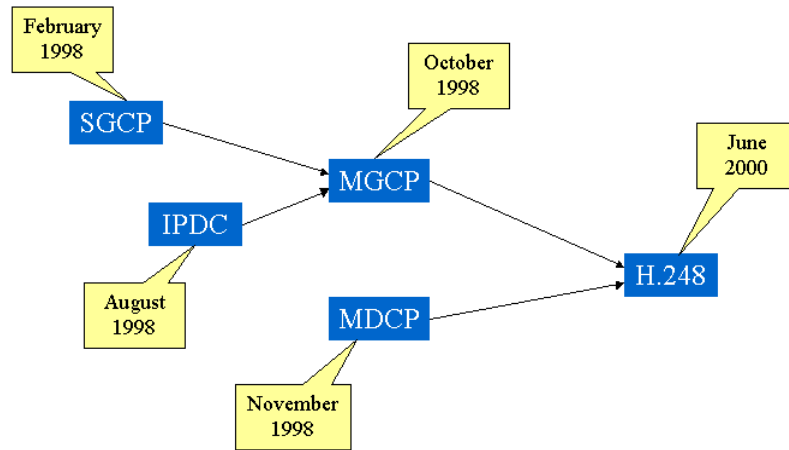 February
1998
SGCP
October
1998
MGCP
June
2000
IPDC
H.248
August
1998
MDCP
November
1998